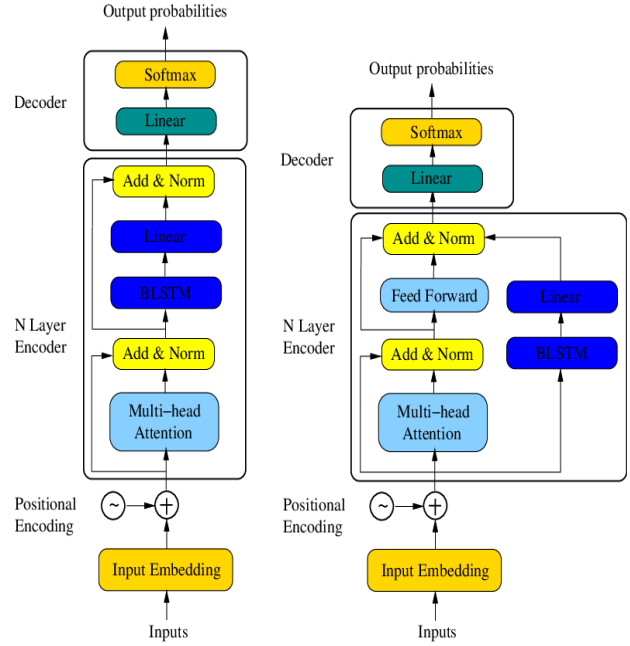 Output probabilities
Softmax
Decoder
Linear
Add & Norm
Linear
BLSTM
N Layer
Encoder
Add & Norm
Multi-head
Attention
Positional
Encoding
~
+
Input Embedding
Inputs
Output probabilities
Softmax
Decoder
Linear
Add & Norm
Feed Forward
Linear
N Layer
Encoder
Add & Norm
BLSTM
Multi-head
Attention
Positional
Encoding
~
+
Input Embedding
Inputs